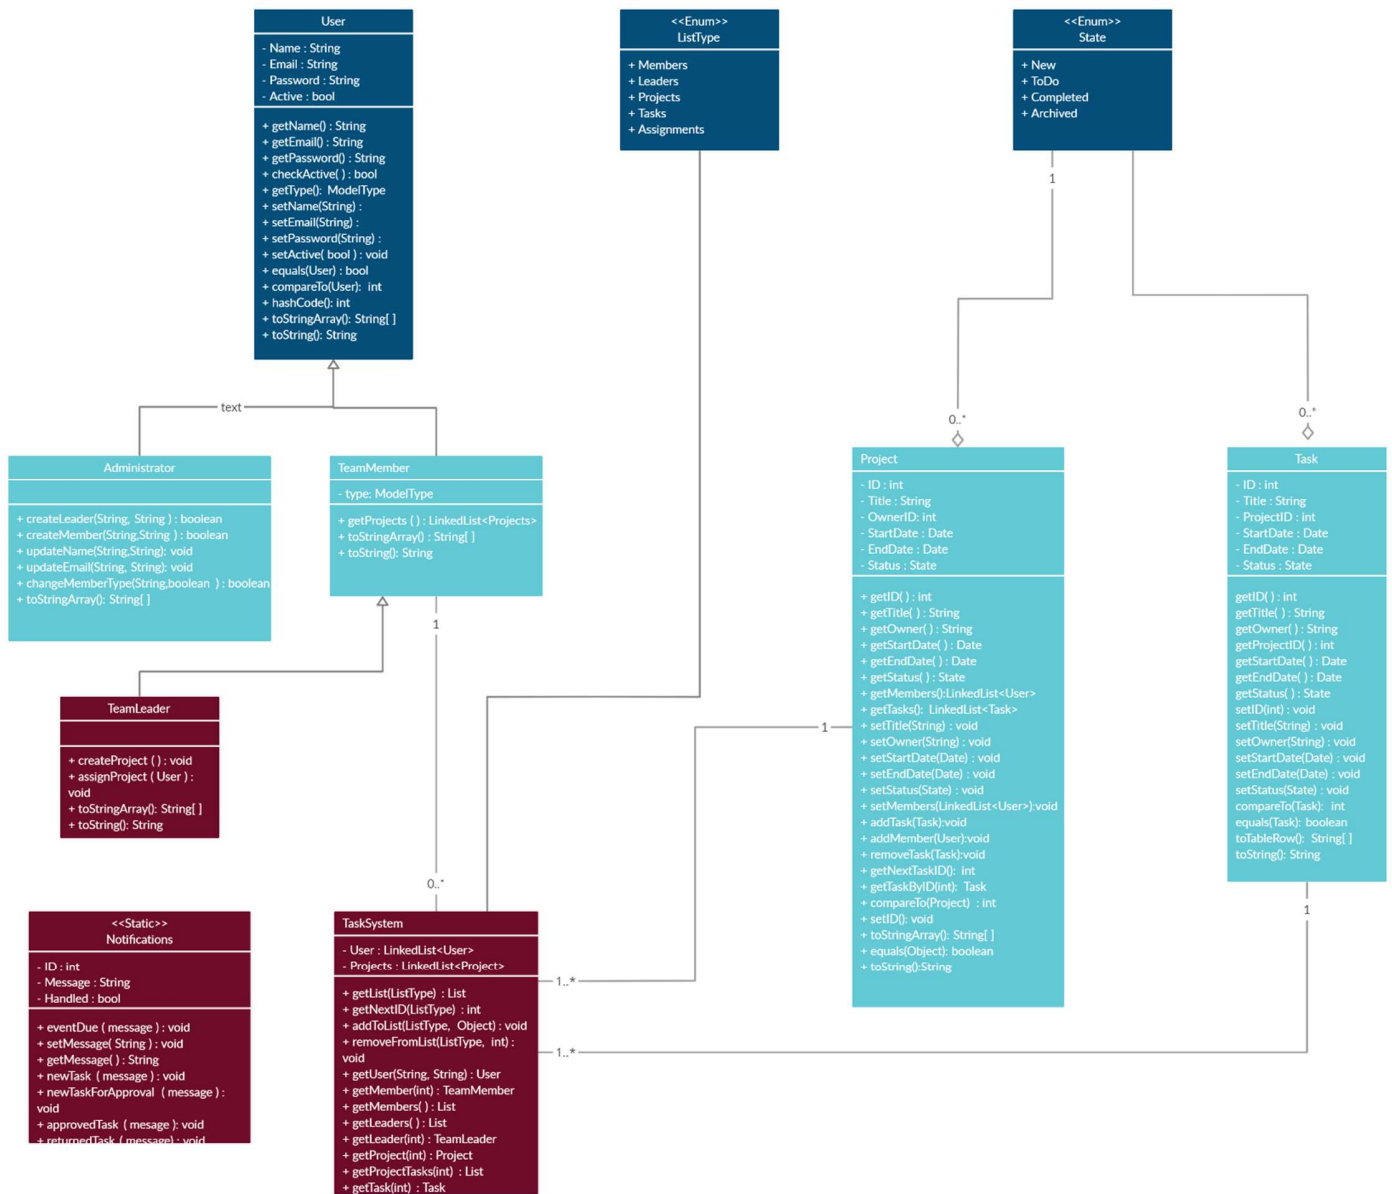 User
- Name : String
- Email : String
- Password : String
- Active : bool
+ getName() : String
+ getEmail() : String
+ getPassword() : String
+ checkActive( ) : bool
+ getType(): ModelType
+ setName(String) :
+ setEmail(String) :
+ setPassword(String) :
+ setActive( bool ) : void
+ equals(User) : bool
+ compareTo(User): int
+ hashCode(): int
+ toStringArray(): String[ ]
+ toString(): String
<<Enum>>
ListType
+ Members
+ Leaders
+ Projects
+ Tasks
+ Assignments
<<Enum>>
State
+ New
+ ToDo
+ Completed
+ Archived
1
text
0..*
0..*
Administrator
+ createLeader(String, String ) : boolean
+ createMember(String,String ) : boolean
+ updateName(String,String): void
+ updateEmail(String, String): void
+ changeMemberType(String,boolean ) : boolean
+ toStringArray(): String[ ]
TeamMember
- type: ModelType
+ getProjects ( ) : LinkedList<Projects>
+ toStringArray() : String[ ]
+ toString(): String
1
Project
- ID : int
- Title : String
- OwnerID: int
- StartDate : Date
- EndDate : Date
- Status : State
+ getID( ) : int
+ getTitle( ) : String
+ getOwner( ) : String
+ getStartDate( ) : Date
+ getEndDate( ) : Date
+ getStatus( ) : State
+ getMembers():LinkedList<User>
+ getTasks(): LinkedList<Task>
+ setTitle(String) : void
+ setOwner(String) : void
+ setStartDate(Date) : void
+ setEndDate(Date) : void
+ setStatus(State) : void
+ setMembers(LinkedList<User>):void
+ addTask(Task):void
+ addMember(User):void
+ removeTask(Task):void
+ getNextTaskID(): int
+ getTaskByID(int): Task
+ compareTo(Project) : int
+ setID(): void
+ toStringArray(): String[ ]
+ equals(Object): boolean
+ toString():String
Task
- ID : int
- Title : String
- ProjectID : int
- StartDate : Date
- EndDate : Date
- Status : State
getID( ) : int
getTitle( ) : String
getOwner( ) : String
getProjectID( ) : int
getStartDate( ) : Date
getEndDate( ) : Date
getStatus( ) : State
setID(int) : void
setTitle(String) : void
setOwner(String) : void
setStartDate(Date) : void
setEndDate(Date) : void
setStatus(State) : void
compareTo(Task): int
equals(Task): boolean
toTableRow(): String[ ]
toString(): String
TeamLeader
+ createProject ( ) : void
+ assignProject ( User ) :
void
+ toStringArray(): String[ ]
+ toString(): String
1
0..*
1
<<Static>>
Notifications
- ID : int
- Message : String
- Handled : bool
+ eventDue ( message ) : void
+ setMessage( String ) : void
+ getMessage( ) : String
+ newTask ( message ) : void
+ newTaskForApproval ( message ) :
void
+ approvedTask ( mesage ): void
+ returnedTask ( message) : void
TaskSystem
- User : LinkedList<User>
- Projects : LinkedList<Project>
+ getList(ListType) : List
+ getNextID(ListType) : int
+ addToList(ListType, Object) : void
+ removeFromList(ListType, int) :
void
+ getUser(String, String) : User
+ getMember(int) : TeamMember
+ getMembers( ) : List
+ getLeaders( ) : List
+ getLeader(int) : TeamLeader
+ getProject(int) : Project
+ getProjectTasks(int) : List
+ getTask(int) : Task
1..*
1..*